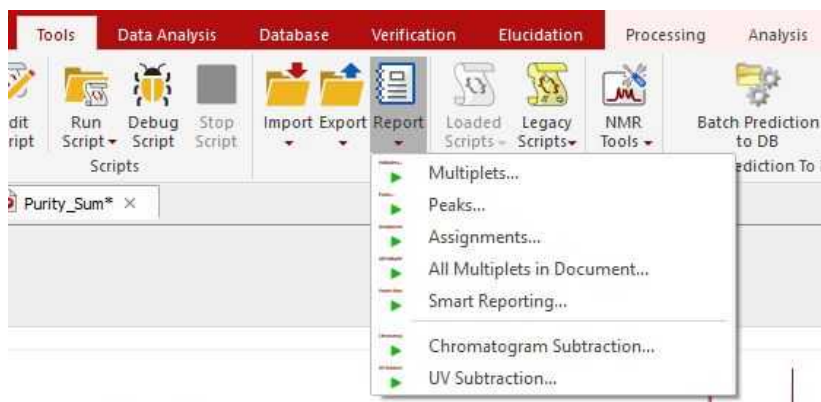 Tools Data Analysis Database Verification Elucidation Processing Analysis
dit Run Debug Stop Import Export Report Loaded Legacy NMR Batch Prediction
ript Script Script Script Scripts Scripts Tools to DB
Scripts ediction To
Purity_Sum* ×
Multiplets...
Peaks...
Assignments...
All Multiplets in Document...
Smart Reporting...
Chromatogram Subtraction...
UV Subtraction...